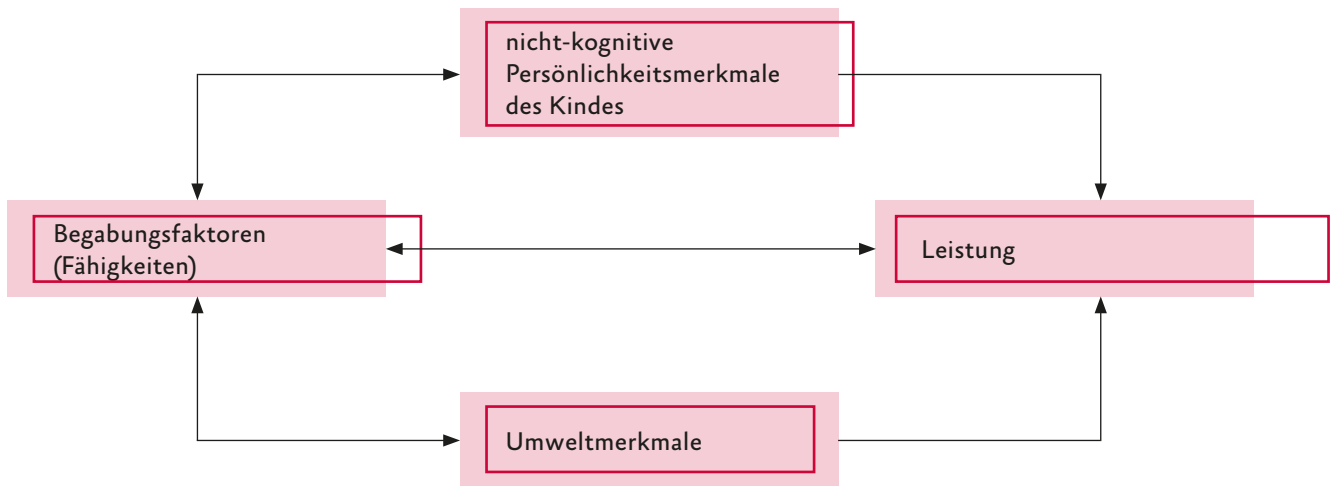 nicht-kognitive
Persönlichkeitsmerkmale
des Kindes
Begabungsfaktoren
(Fähigkeiten)
Leistung
Umweltmerkmale